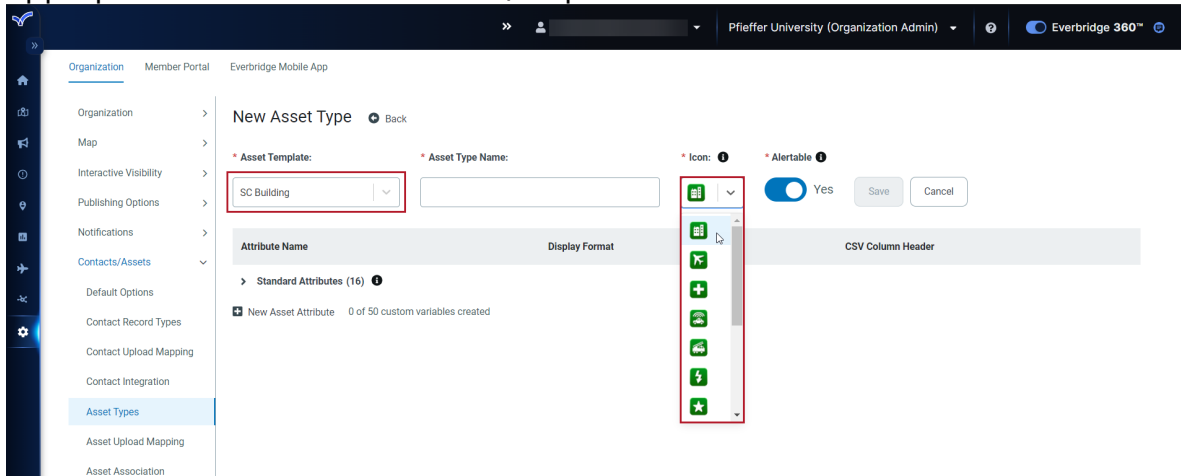 Pfieffer University (Organization Admin)
Everbridge 360™
Organization Member Portal Everbridge Mobile App
Organization
Map
Interactive Visibility
Publishing Options
Notifications
Contacts/Assets
Default Options
Contact Record Types
Contact Upload Mapping
Contact Integration
Asset Types
Asset Upload Mapping
Asset Association
New Asset Type Back
* Asset Template: * Asset Type Name: * Icon: * Alertable
SC Building Yes Save Cancel
Attribute Name Display Format CSV Column Header
Standard Attributes (16)
New Asset Attribute 0 of 50 custom variables created